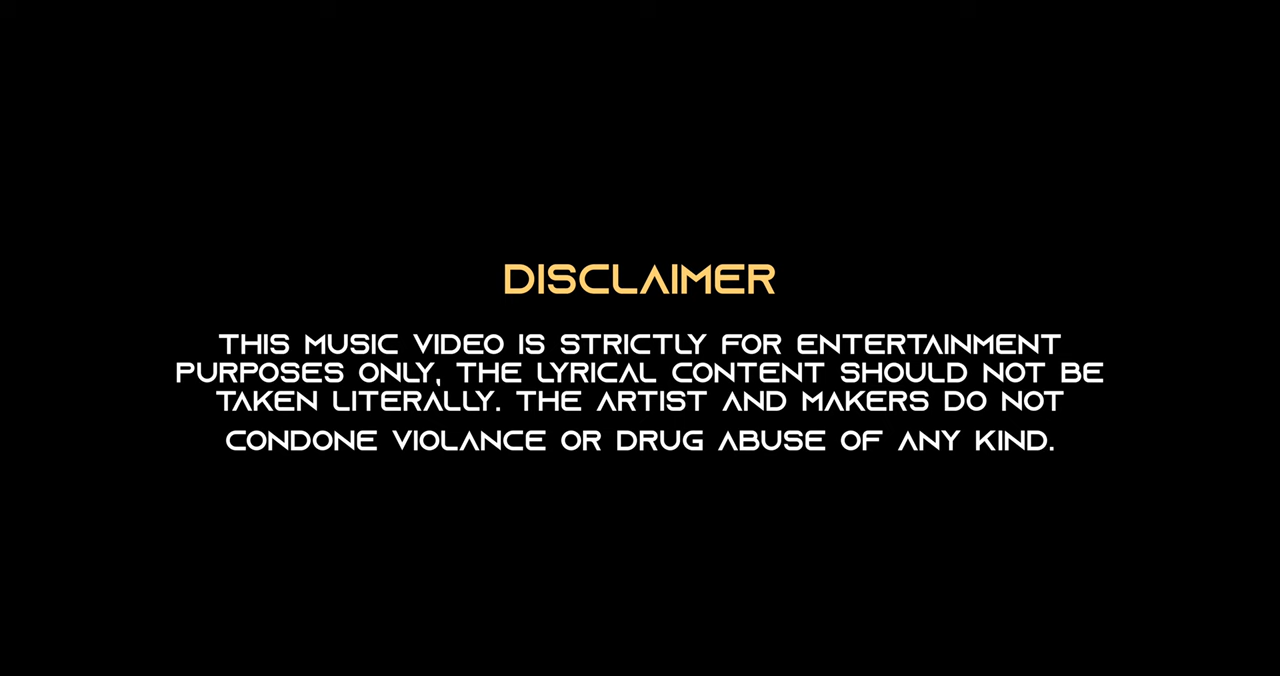 DISCLAIMER
THIS MUSIC VIDEO IS STRICTLY FOR ENTERTAINMENT
PURPOSES ONLY, THE LYRICAL CONTENT SHOULD NOT BE
TAKEN LITERALLY. THE ARTIST AND MAKERS DO NOT
CONDONE VIOLANCE OR DRUG ABUSE OF ANY KIND.